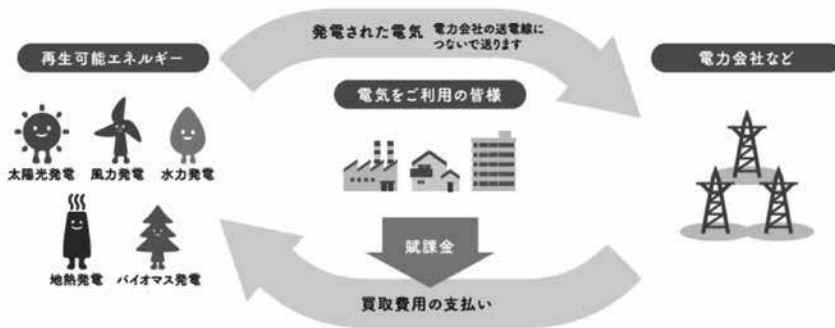 発電された電気 電力会社の送電線に
つないで送ります
再生可能エネルギー
電気をご利用の皆様
電力会社など
太陽光発電 風力発電 水力発電
地熱発電 バイオマス発電
賦課金
買取費用の支払い